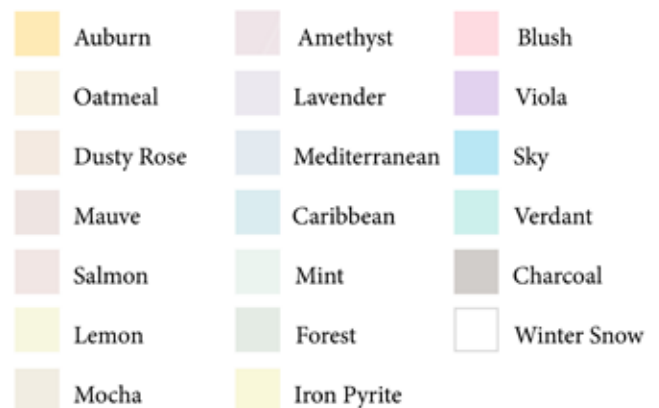 Auburn
Oatmeal
Dusty Rose
Mauve
Salmon
Lemon
Mocha
Amethyst
Lavender
Mediterranean
Caribbean
Mint
Forest
Iron Pyrite
Blush
Viola
Sky
Verdant
Charcoal
Winter Snow